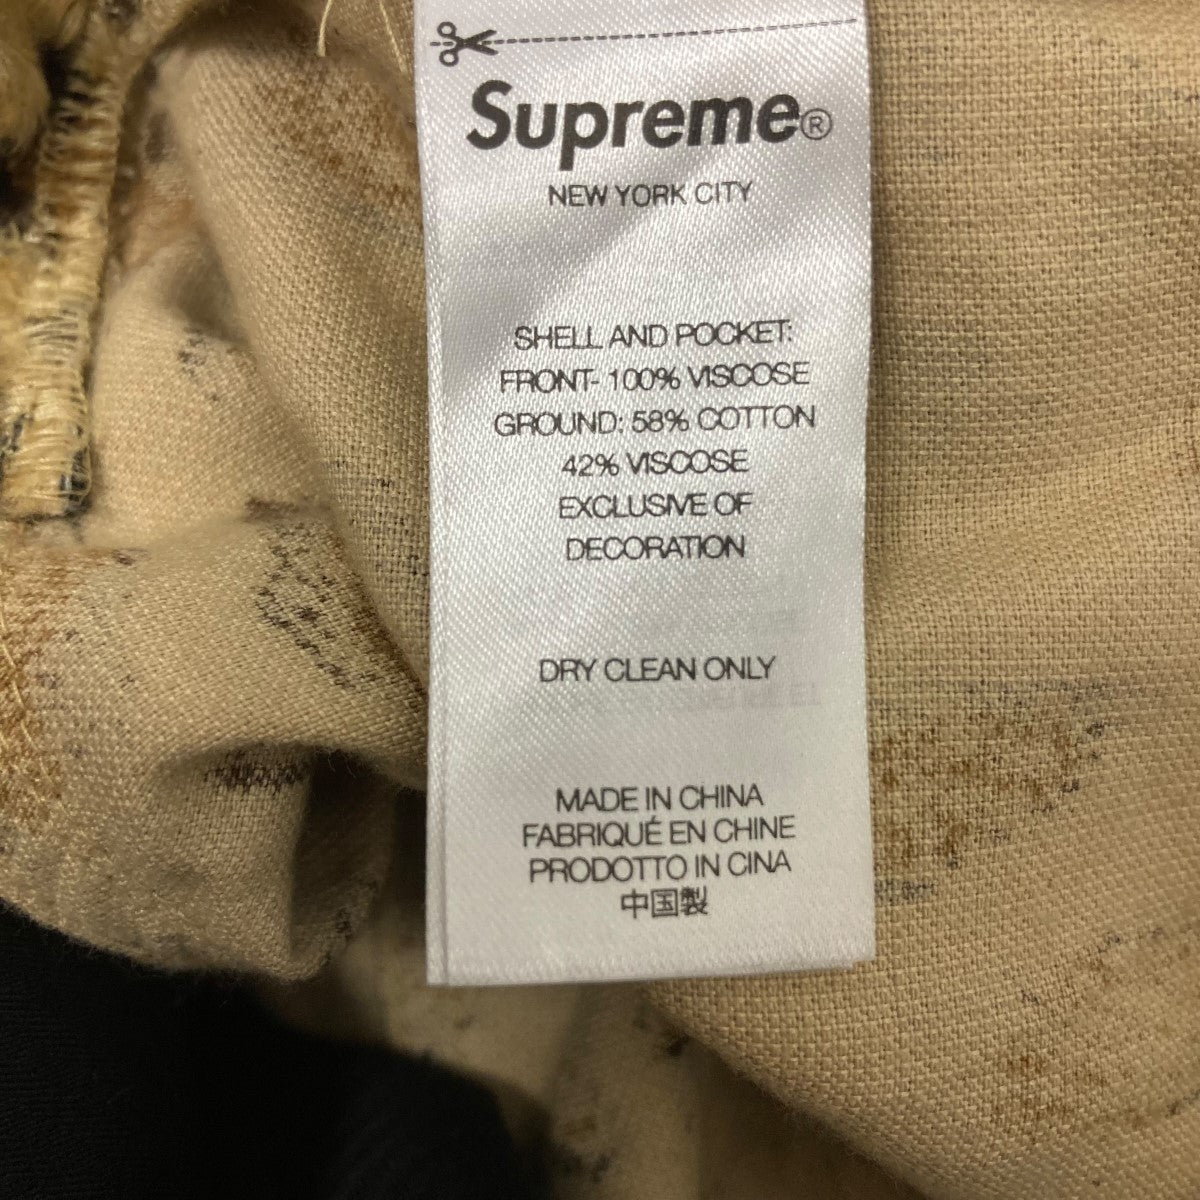 Supreme®
NEW YORK CITY
SHELL AND POCKET:
FRONT- 100% VISCOSE
GROUND: 58% COTTON
42% VISCOSE
EXCLUSIVE OF
DECORATION
DRY CLEAN ONLY
MADE IN CHINA
FABRIQUÉ EN CHINE
PRODOTTO IN CINA
中国製